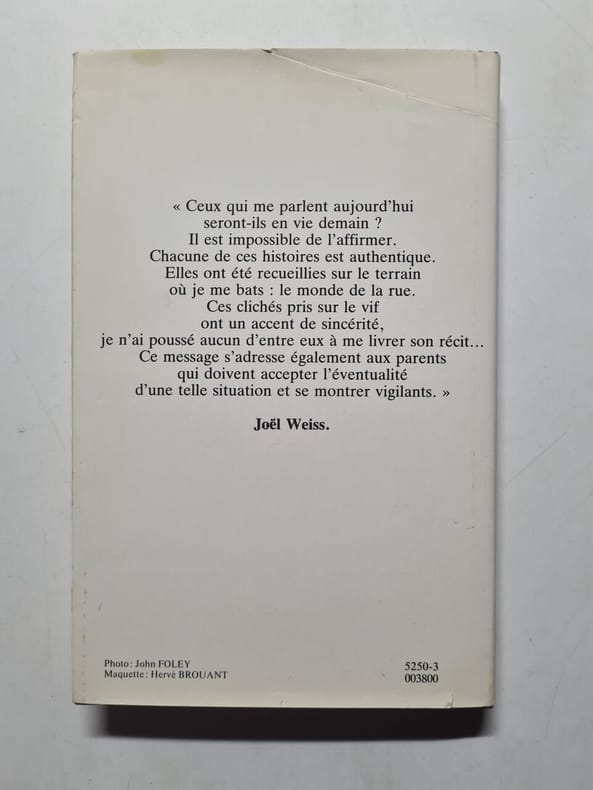 « Ceux qui me parlent aujourd'hui
seront-ils en vie demain ?
Il est impossible de l'affirmer.
Chacune de ces histoires est authentique.
Elles ont été recueillies sur le terrain
où je me bats : le monde de la rue.
Ces clichés pris sur le vif
ont un accent de sincérité,
je n'ai poussé aucun d'entre eux à me livrer son récit...
Ce message s'adresse également aux parents
qui doivent accepter l'éventualité
d'une telle situation et se montrer vigilants. »
Joël Weiss.
Photo : John FOLEY
Maquette : Hervé BROUANT
5250-3
003800